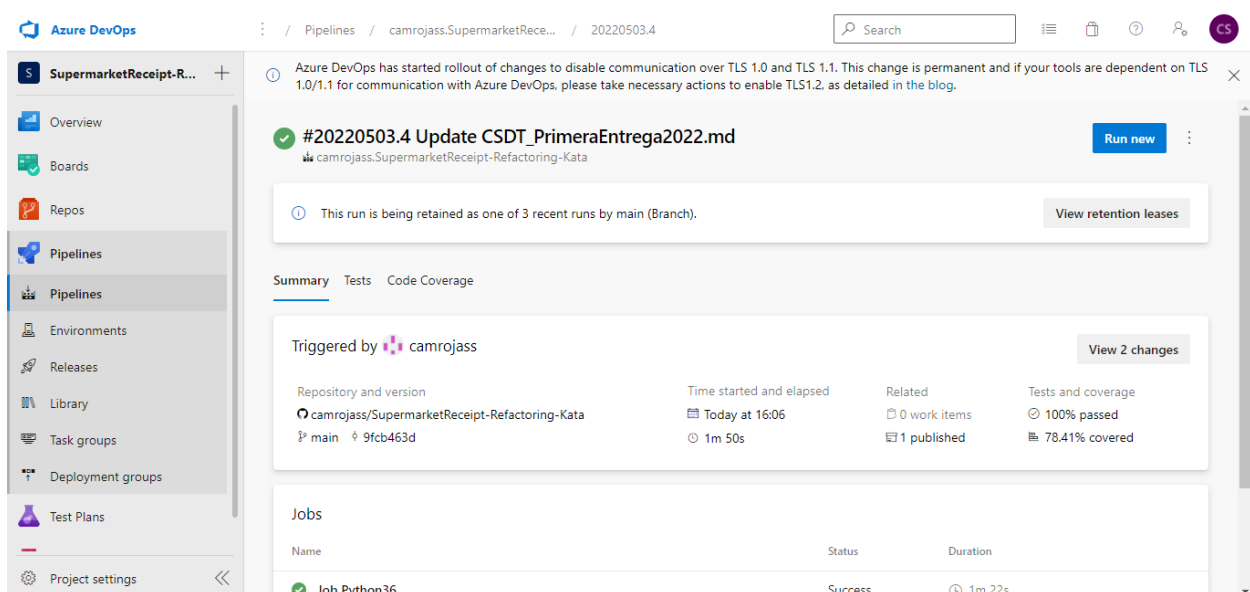 Azure DevOps
/ Pipelines / camrojass.SupermarketRece... / 20220503.4
Search
CS
S SupermarketReceipt-R...
Overview
Boards
Repos
Pipelines
Pipelines
Environments
Releases
Library
Task groups
Deployment groups
Test Plans
Project settings
Azure DevOps has started rollout of changes to disable communication over TLS 1.0 and TLS 1.1. This change is permanent and if your tools are dependent on TLS
1.0/1.1 for communication with Azure DevOps, please take necessary actions to enable TLS1.2, as detailed in the blog.
#20220503.4 Update CSDT_PrimeraEntrega2022.md
camrojass.SupermarketReceipt-Refactoring-Kata
Run new
This run is being retained as one of 3 recent runs by main (Branch).
View retention leases
Summary Tests Code Coverage
Triggered by camrojass
View 2 changes
Repository and version Time started and elapsed Related Tests and coverage
camrojass/SupermarketReceipt-Refactoring-Kata Today at 16:06 0 work items 100% passed
main 9fcb463d 1m 50s 1 published 78.41% covered
Jobs
Name Status Duration
Job Python36 Success 1m 22s